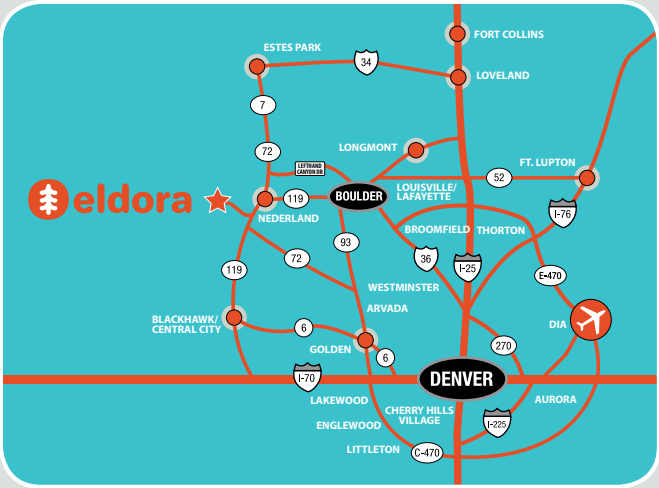 FORT COLLINS
ESTES PARK
34
LOVELAND
7
LONGMONT
72
FT. LUPTON
LEFTHAND
CANYON DR
52
eldora
119
BOULDER
LOUISVILLE/
LAFAYETTE
NEDERLAND
I-76
BROOMFIELD
THORTON
93
36
I-25
72
119
E-470
WESTMINSTER
ARVADA
BLACKHAWK/
CENTRAL CITY
6
DIA
GOLDEN
6
270
I-70
DENVER
LAKEWOOD
AURORA
CHERRY HILLS
VILLAGE
I-225
ENGLEWOOD
LITTLETON
C-470